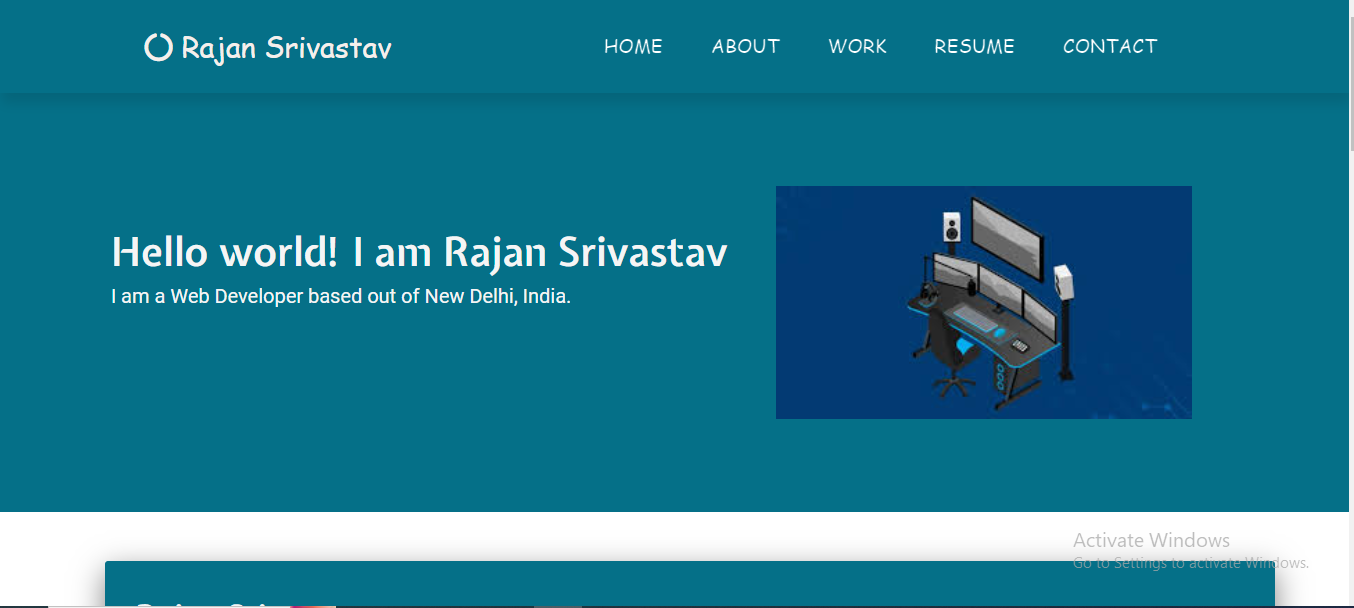 Rajan Srivastav
HOME ABOUT WORK RESUME CONTACT
Hello world! I am Rajan Srivastav
I am a Web Developer based out of New Delhi, India.
Activate Windows
Go to Settings to activate Windows.